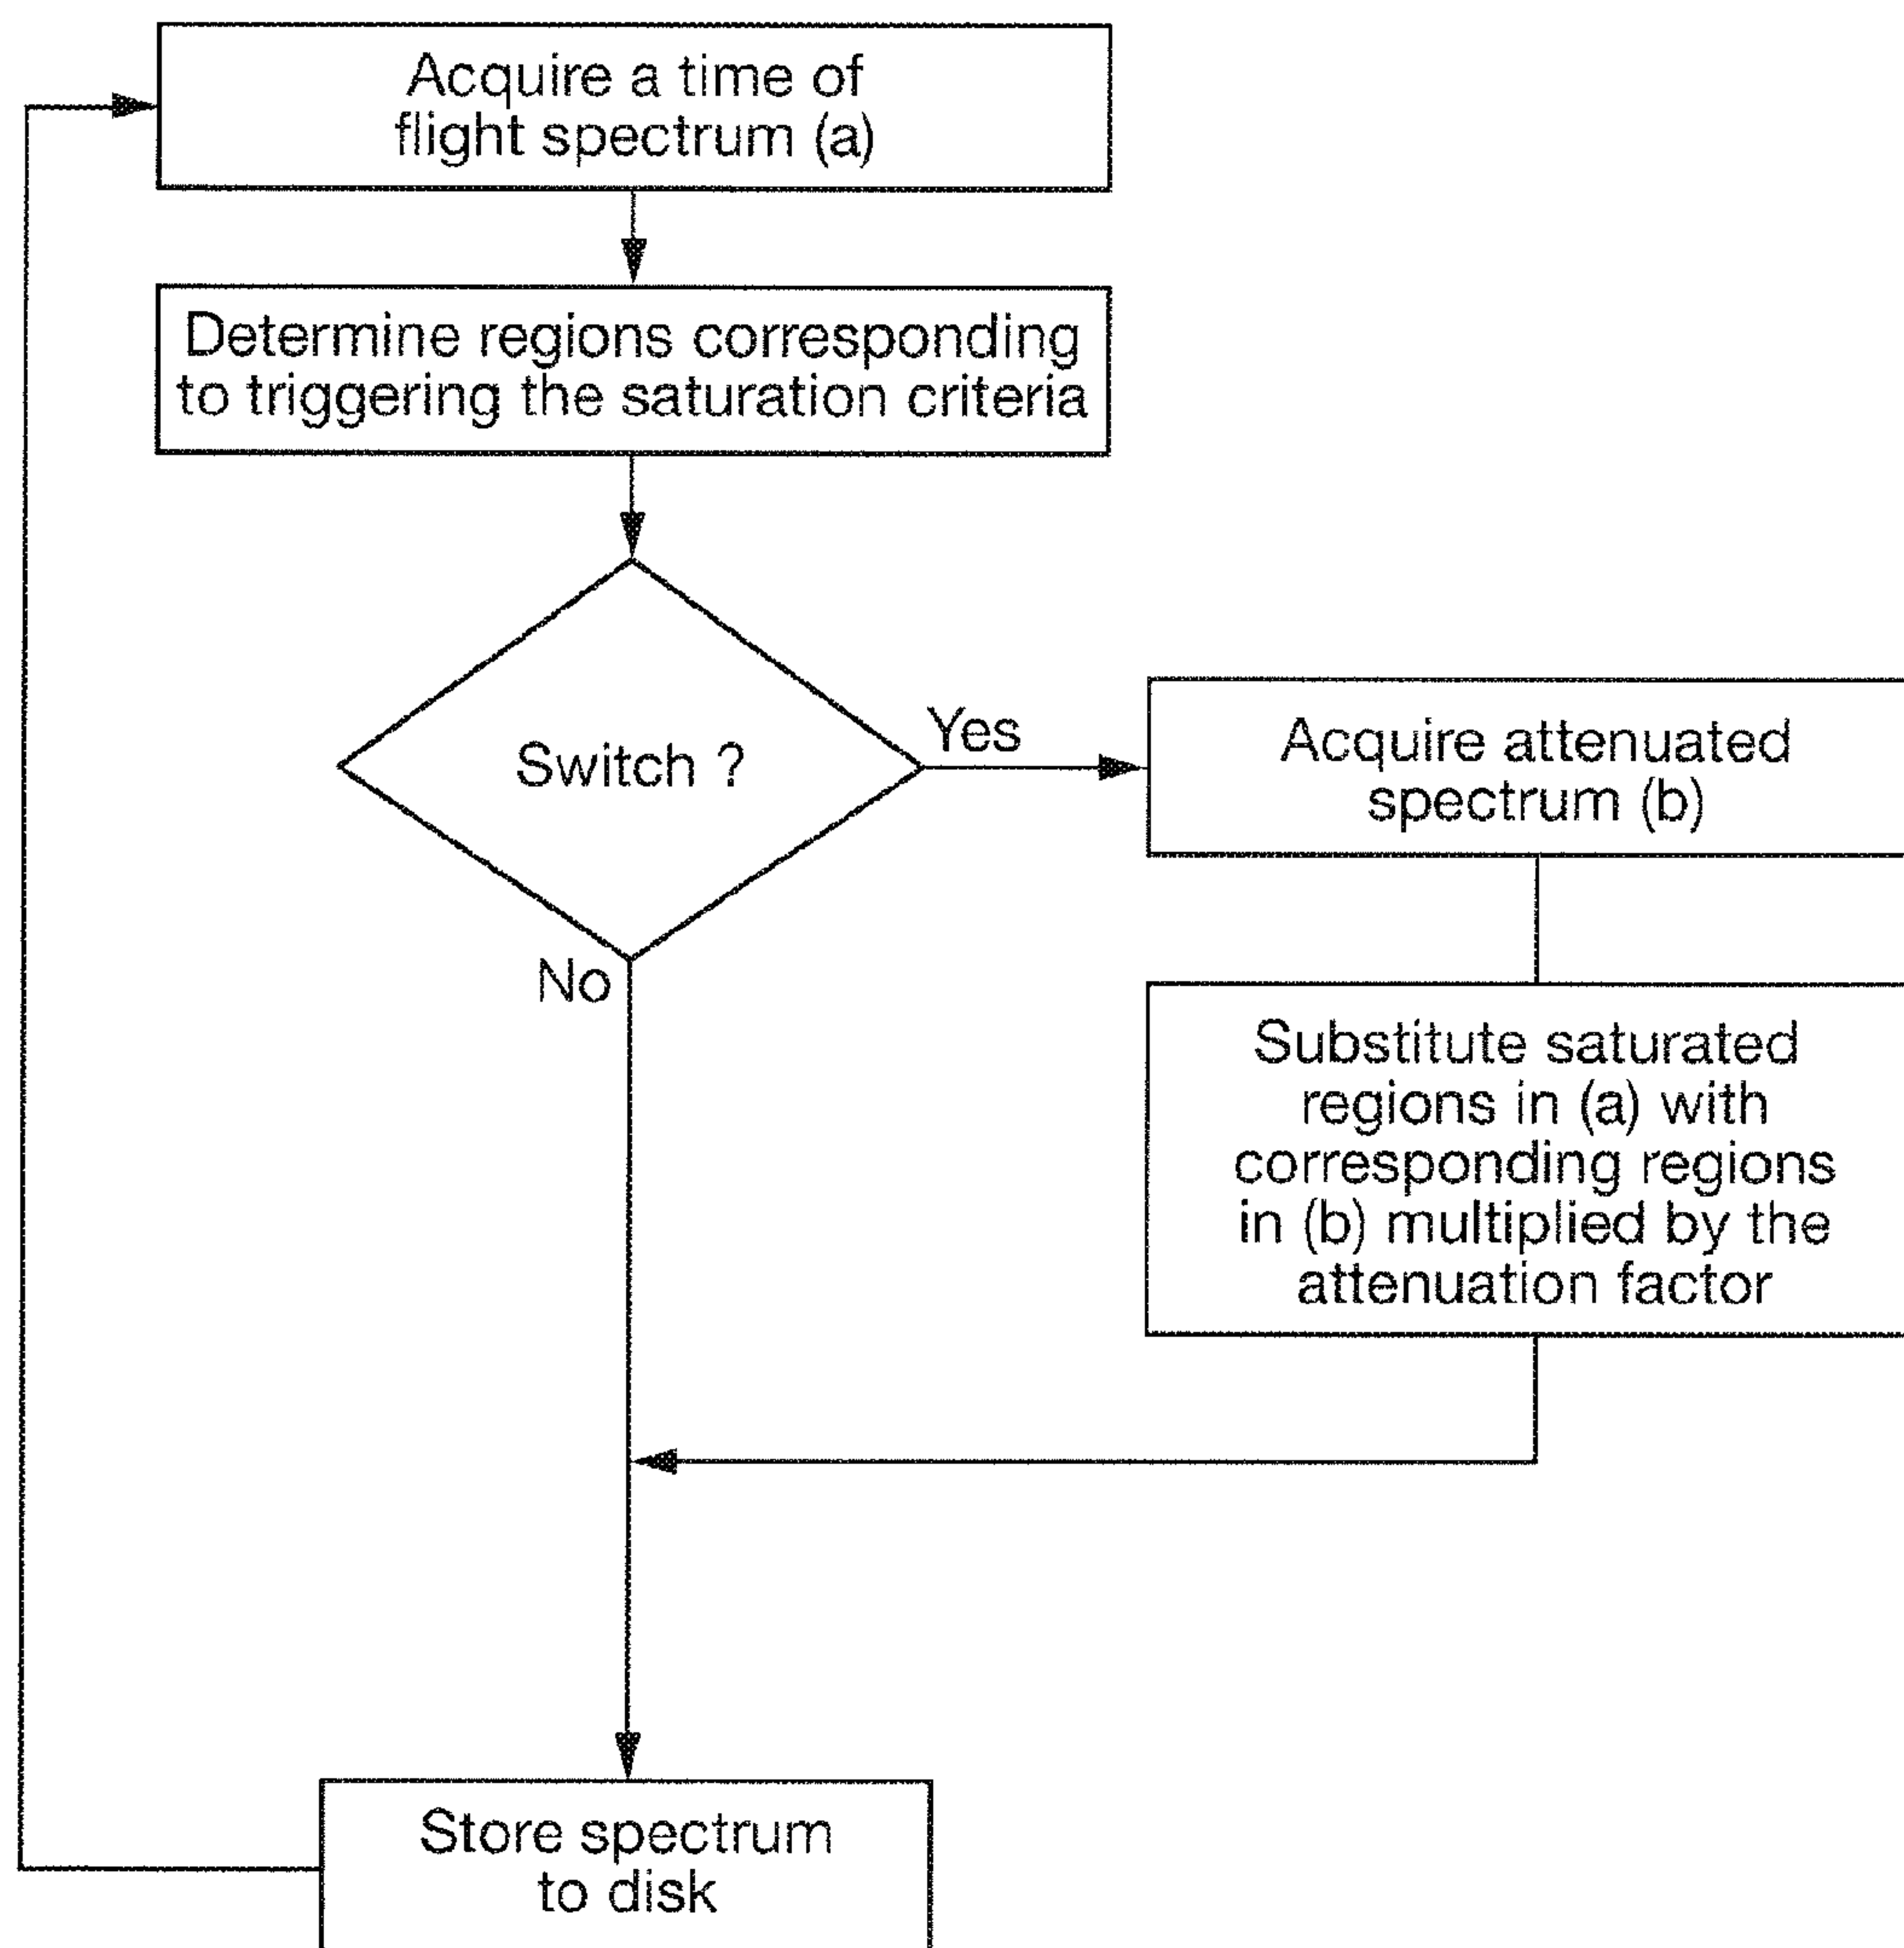 Acquire a time of
flight spectrum (a)
Determine regions corresponding
to triggering the saturation criteria
Switch ?
Yes
Acquire attenuated
spectrum (b)
No
Substitute saturated
regions in (a) with
corresponding regions
in (b) multiplied by the
attenuation factor
Store spectrum
to disk